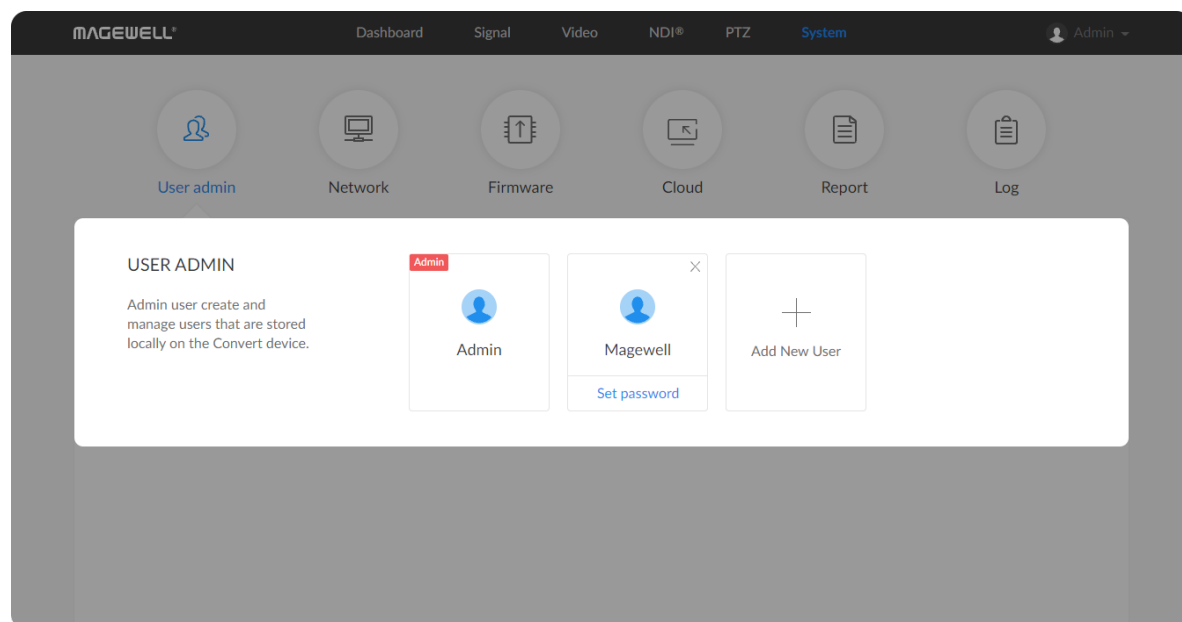 MAGEWELL®
Dashboard Signal Video NDI® PTZ System Admin
User admin Network Firmware Cloud Report Log
USER ADMIN
Admin user create and
manage users that are stored
locally on the Convert device.
Admin
Admin
Magewell
Set password
Add New User